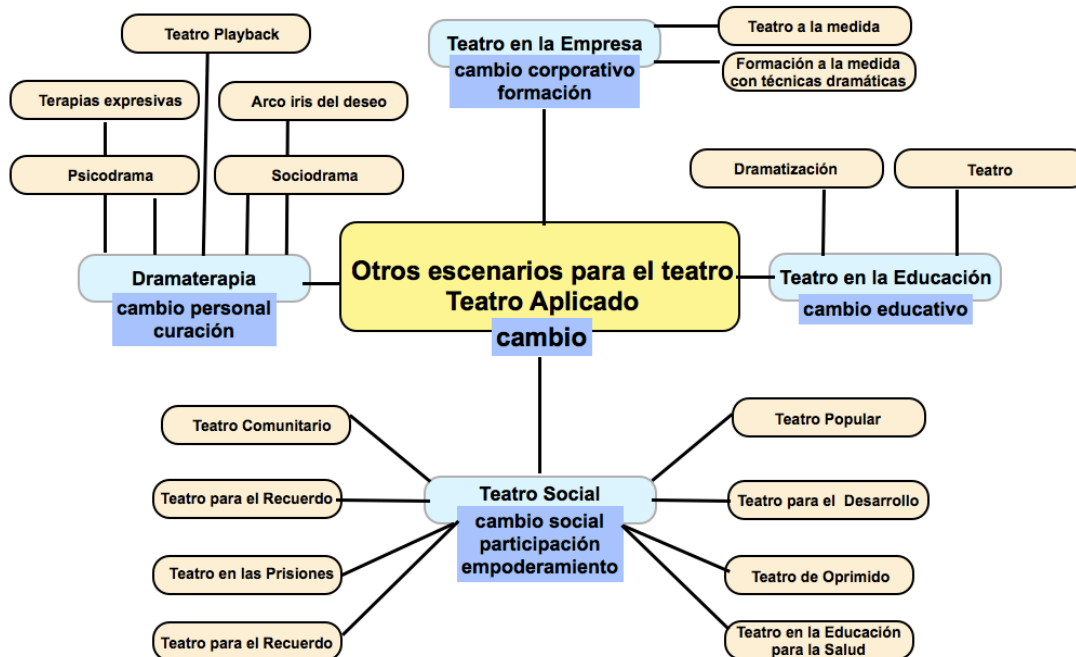 Teatro Playback
Teatro en la Empresa
cambio corporativo
formación
Teatro a la medida
Formación a la medida
con técnicas dramáticas
Terapias expresivas
Arco iris del deseo
Psicodrama
Sociodrama
Dramatización
Teatro
Dramaterapia
cambio personal
curación
Otros escenarios para el teatro
Teatro Aplicado
cambio
Teatro en la Educación
cambio educativo
Teatro Comunitario
Teatro Popular
Teatro para el Recuerdo
Teatro Social
cambio social
participación
empoderamiento
Teatro para el Desarrollo
Teatro en las Prisiones
Teatro de Oprimido
Teatro para el Recuerdo
Teatro en la Educación
para la Salud